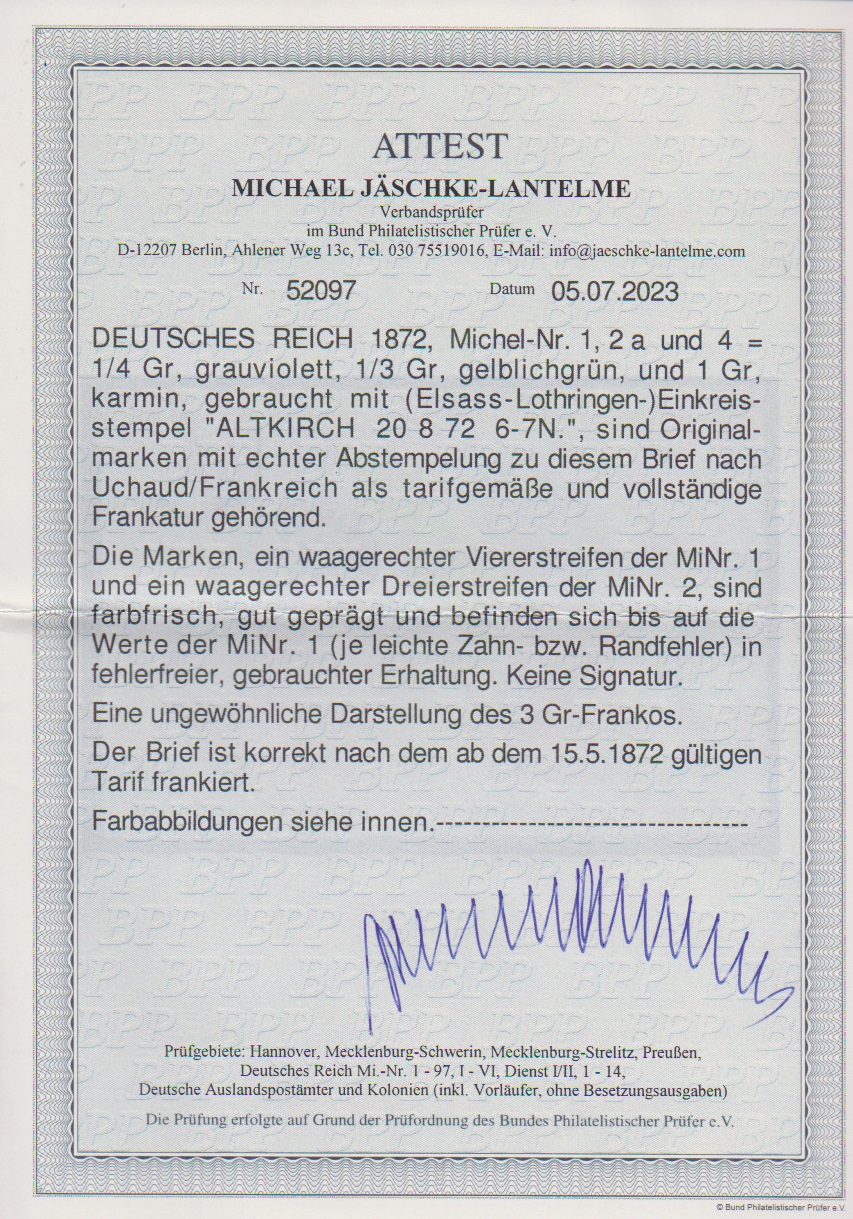 ATTEST
MICHAEL JÄSCHKE-LANTELME
Verbandsprüfer
im Bund Philatelistischer Prüfer e. V.
D-12207 Berlin, Ahlener Weg 13c, Tel. 030 75519016, E-Mail: info@jaeschke-lantelme.com
Nr. 52097 Datum 05.07.2023
DEUTSCHES REICH 1872, Michel-Nr. 1, 2 a und 4 =
1/4 Gr, grauviolett, 1/3 Gr, gelblichgrün, und 1 Gr,
karmin, gebraucht mit (Elsass-Lothringen-)Einkreis-
stempel "ALTKIRCH 20 8 72 6-7N.", sind Original-
marken mit echter Abstempelung zu diesem Brief nach
Uchaud/Frankreich als tarifgemäße und vollständige
Frankatur gehörend.
Die Marken, ein waagerechter Viererstreifen der MiNr. 1
und ein waagerechter Dreierstreifen der MiNr. 2, sind
farbfrisch, gut geprägt und befinden sich bis auf die
Werte der MiNr. 1 (je leichte Zahn- bzw. Randfehler) in
fehlerfreier, gebrauchter Erhaltung. Keine Signatur.
Eine ungewöhnliche Darstellung des 3 Gr-Frankos.
Der Brief ist korrekt nach dem ab dem 15.5.1872 gültigen
Tarif frankiert.
Farbabbildungen siehe innen.----------------------------------
Prüfgebiete: Hannover, Mecklenburg-Schwerin, Mecklenburg-Strelitz, Preußen,
Deutsches Reich Mi.-Nr. 1 - 97, I - VI, Dienst I/II, 1 - 14,
Deutsche Auslandspostämter und Kolonien (inkl. Vorläufer, ohne Besetzungsausgaben)
Die Prüfung erfolgte auf Grund der Prüfordnung des Bundes Philatelistischer Prüfer e.V.
© Bund Philatelistischer Prüfer e.V.